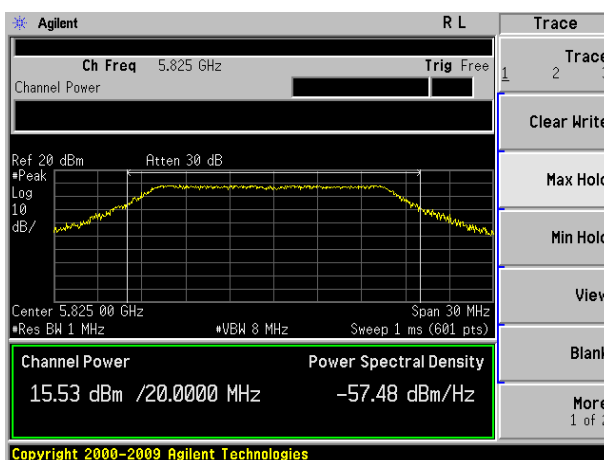 Agilent R L Trace
Ch Freq 5.825 GHz Trig Free
Channel Power
Trace
1 2 3
Clear Write
Max Hold
Min Hold
View
Blank
More
1 of 2
Ref 20 dBm Atten 30 dB
#Peak
Log
10
dB/
Center 5.825 00 GHz Span 30 MHz
#Res BW 1 MHz #VBW 8 MHz Sweep 1 ms (601 pts)
Channel Power Power Spectral Density
15.53 dBm /20.0000 MHz -57.48 dBm/Hz
Copyright 2000-2009 Agilent Technologies